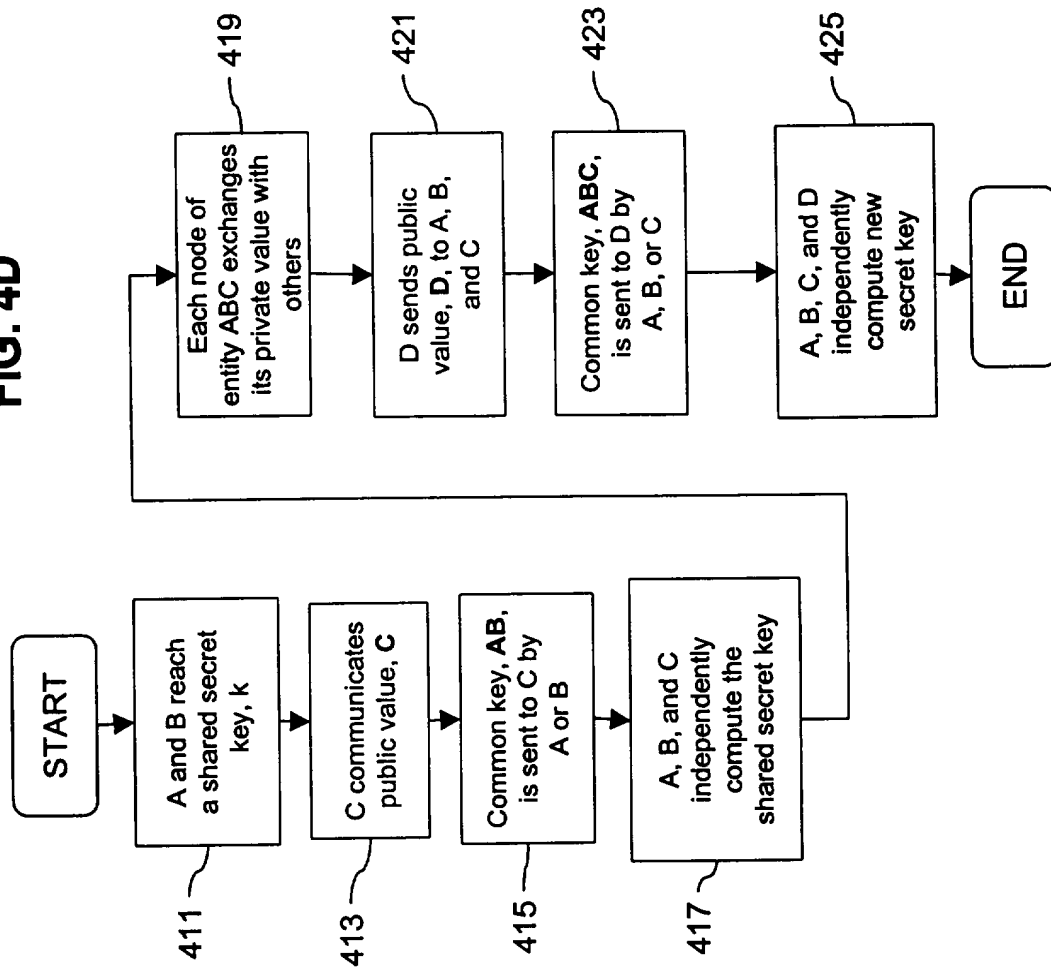 FIG. 4D
START
A and B reach
a shared secret
key, k
411
C communicates
public value, C
413
Common key, AB,
is sent to C by
A or B
415
A, B, and C
independently
compute the
shared secret key
417
Each node of
entity ABC exchanges
its private value with
others
419
D sends public
value, D, to A, B,
and C
421
Common key, ABC,
is sent to D by
A, B, or C
423
A, B, C, and D
independently
compute new
secret key
425
END